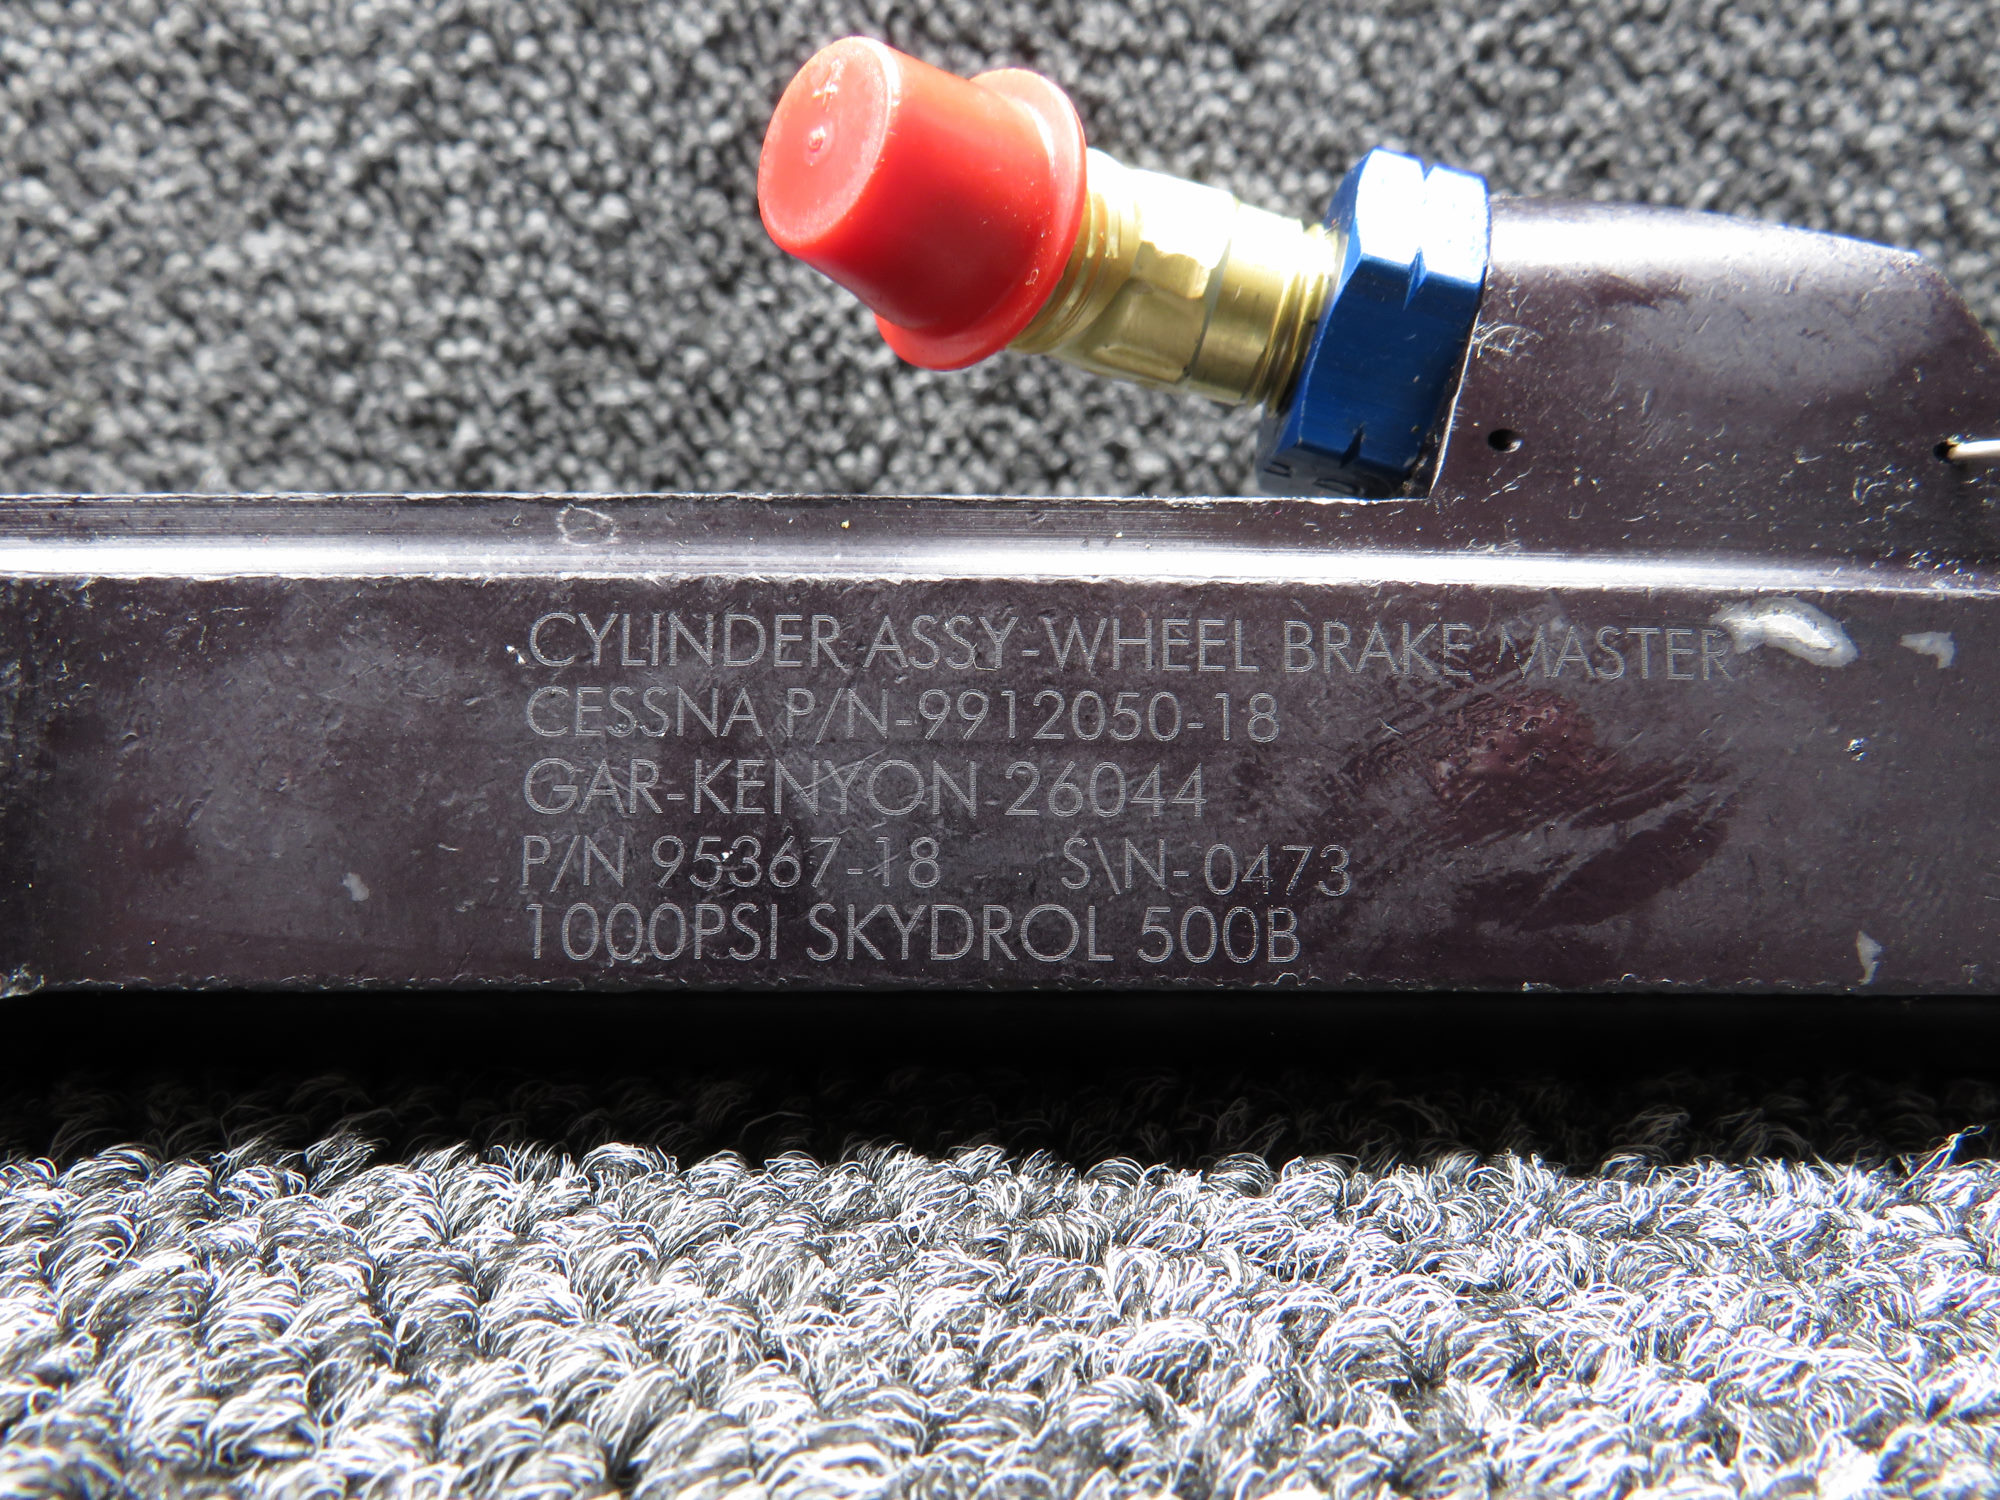 CYLINDER ASSY-WHEEL BRAKE MASTER
CESSNA P/N-9912050-18
GAR-KENYON 26044
P/N 95367-18 S\N-0473
1000PSI SKYDROL 500B